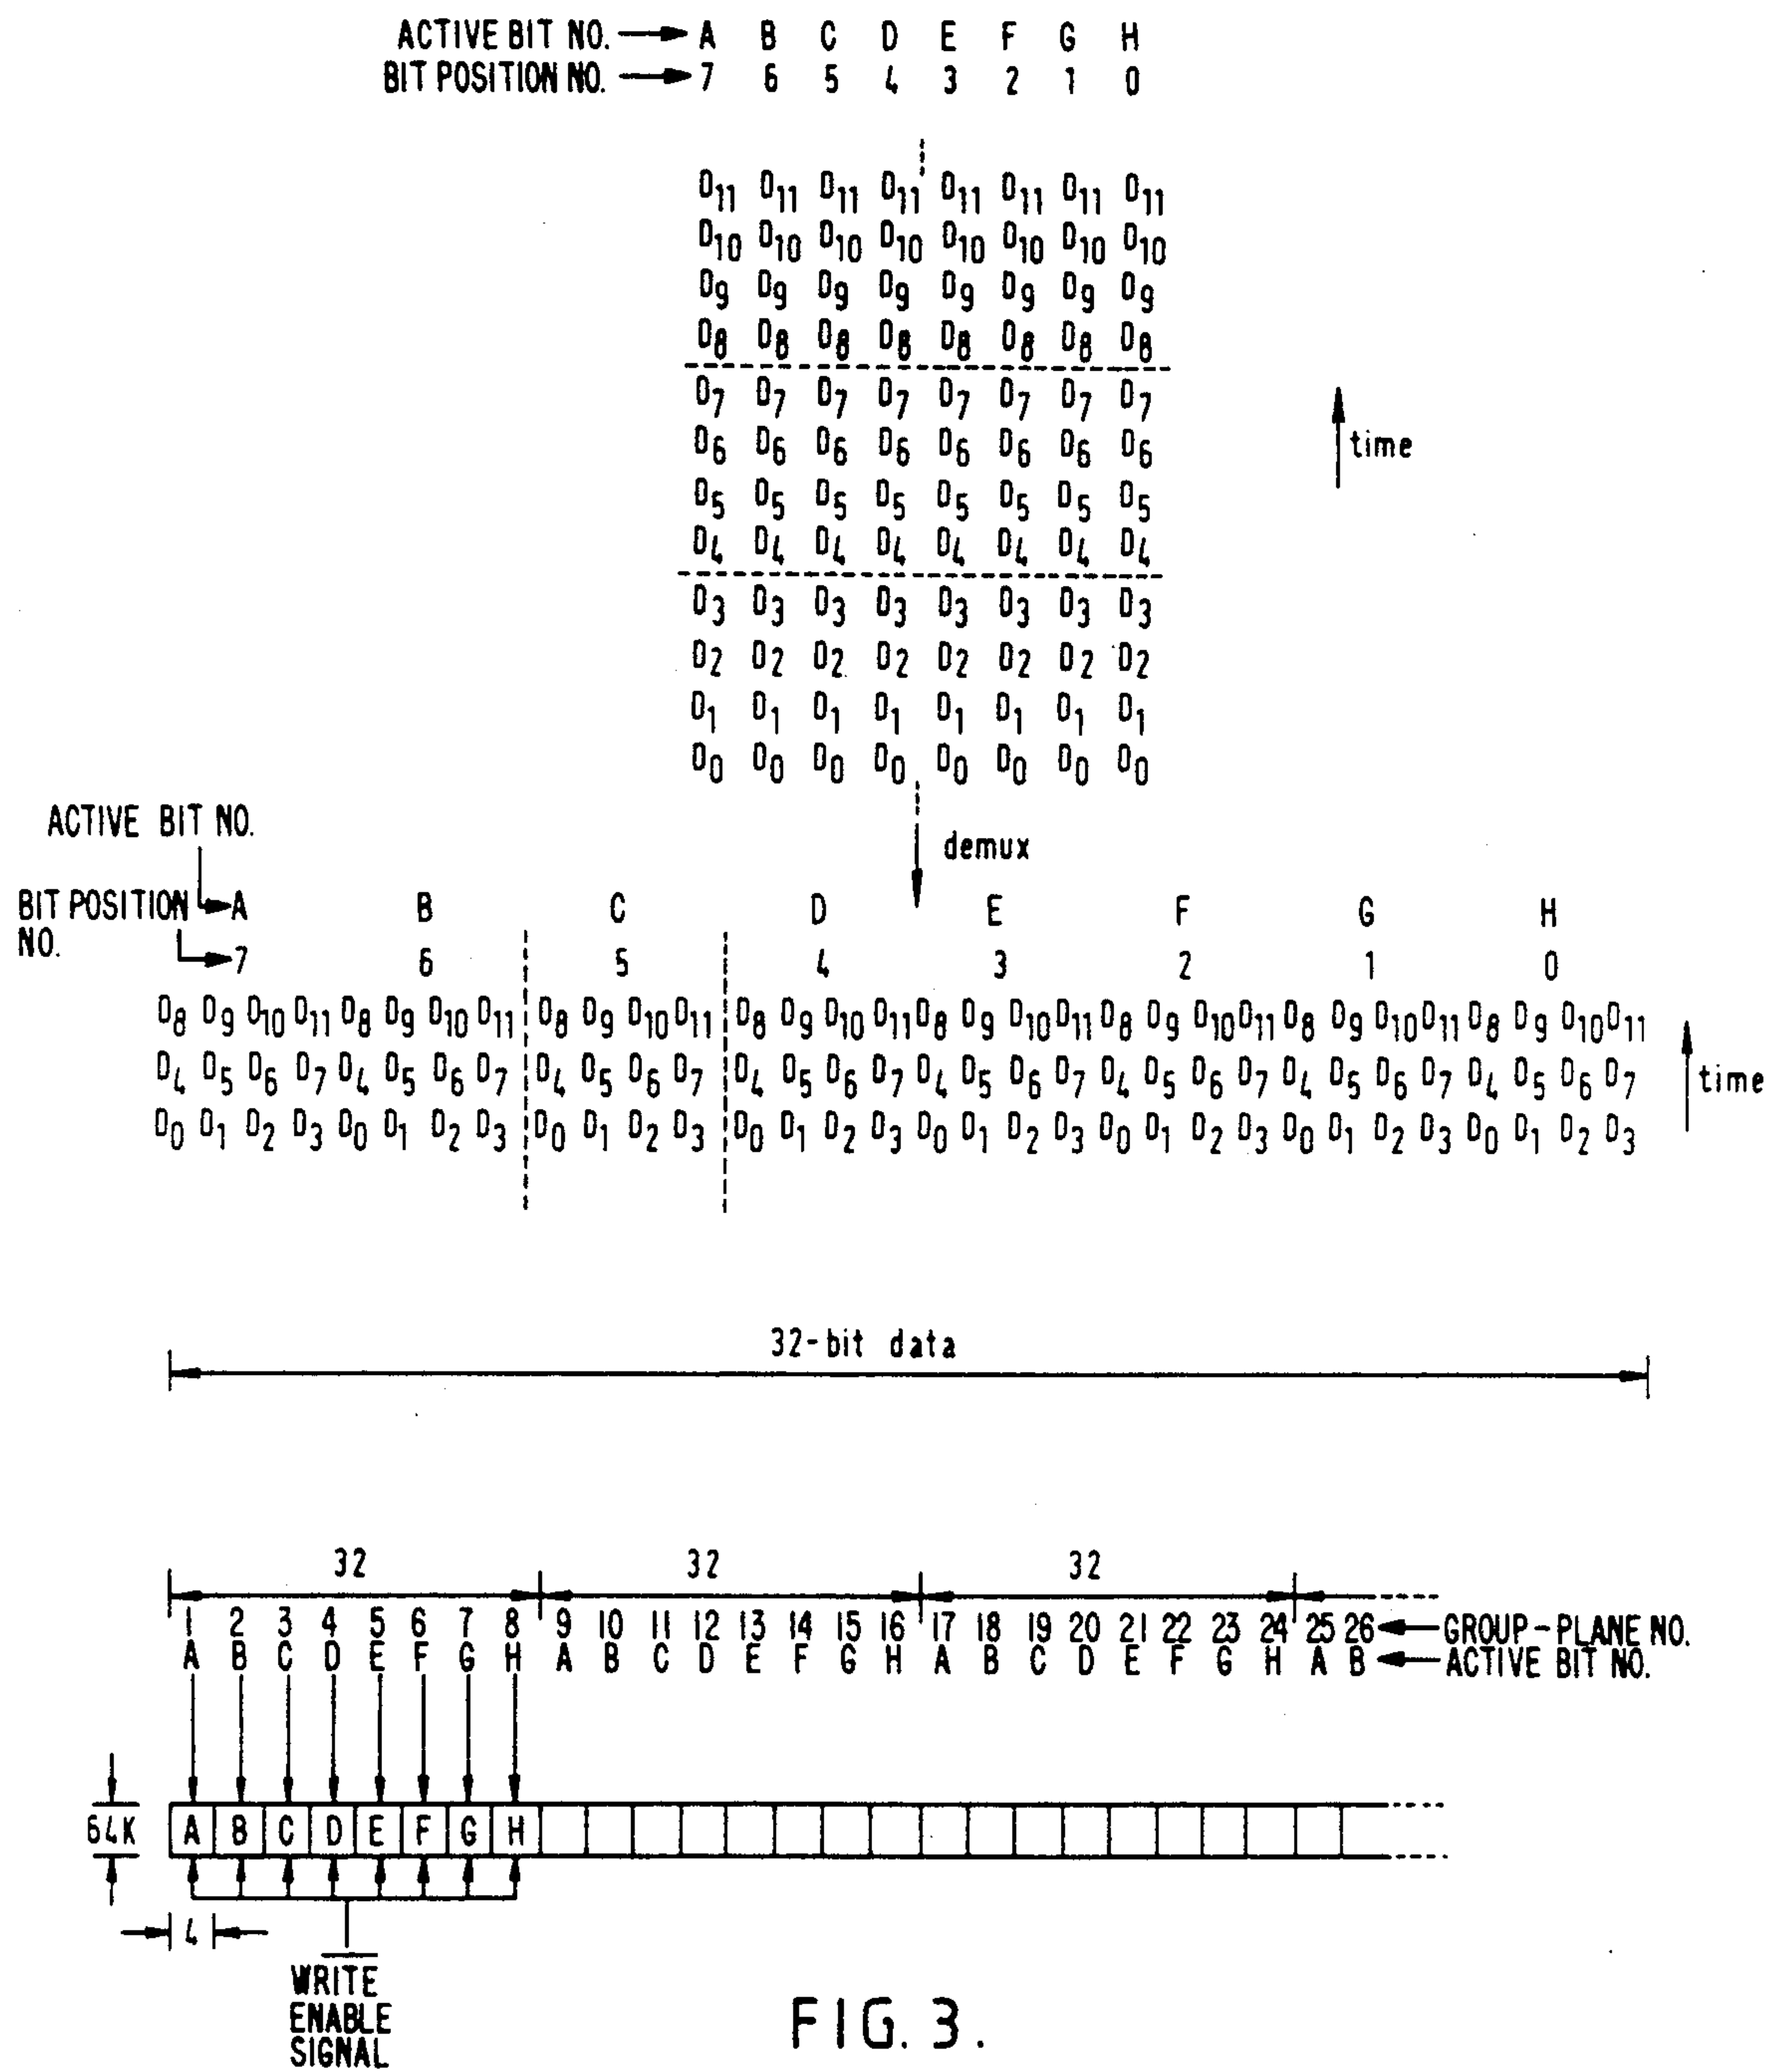 ACTIVE BIT NO. A B C D E F G H
BIT POSITION NO. 7 6 5 4 3 2 1 0
D11 D11 D11 D11 D11 D11 D11 D11
D10 D10 D10 D10 D10 D10 D10 D10
D9 D9 D9 D9 D9 D9 D9 D9
D8 D8 D8 D8 D8 D8 D8 D8
D7 D7 D7 D7 D7 D7 D7 D7
D6 D6 D6 D6 D6 D6 D6 D6
time
D5 D5 D5 D5 D5 D5 D5 D5
D4 D4 D4 D4 D4 D4 D4 D4
D3 D3 D3 D3 D3 D3 D3 D3
D2 D2 D2 D2 D2 D2 D2 D2
D1 D1 D1 D1 D1 D1 D1 D1
D0 D0 D0 D0 D0 D0 D0 D0
demux
ACTIVE BIT NO.
BIT POSITION NO.
A B C D E F G H
7 6 5 4 3 2 1 0
D8 D9 D10 D11 D8 D9 D10 D11 D8 D9 D10 D11 D8 D9 D10 D11 D8 D9 D10 D11 D8 D9 D10 D11 D8 D9 D10 D11 D8 D9 D10 D11
D4 D5 D6 D7 D4 D5 D6 D7 D4 D5 D6 D7 D4 D5 D6 D7 D4 D5 D6 D7 D4 D5 D6 D7 D4 D5 D6 D7 D4 D5 D6 D7
time
D0 D1 D2 D3 D0 D1 D2 D3 D0 D1 D2 D3 D0 D1 D2 D3 D0 D1 D2 D3 D0 D1 D2 D3 D0 D1 D2 D3 D0 D1 D2 D3
32-bit data
32 32 32
1 2 3 4 5 6 7 8 9 10 11 12 13 14 15 16 17 18 19 20 21 22 23 24 25 26 GROUP-PLANE NO.
A B C D E F G H A B C D E F G H A B C D E F G H A B ACTIVE BIT NO.
64K A B C D E F G H
4
WRITE
ENABLE
SIGNAL
FIG. 3.